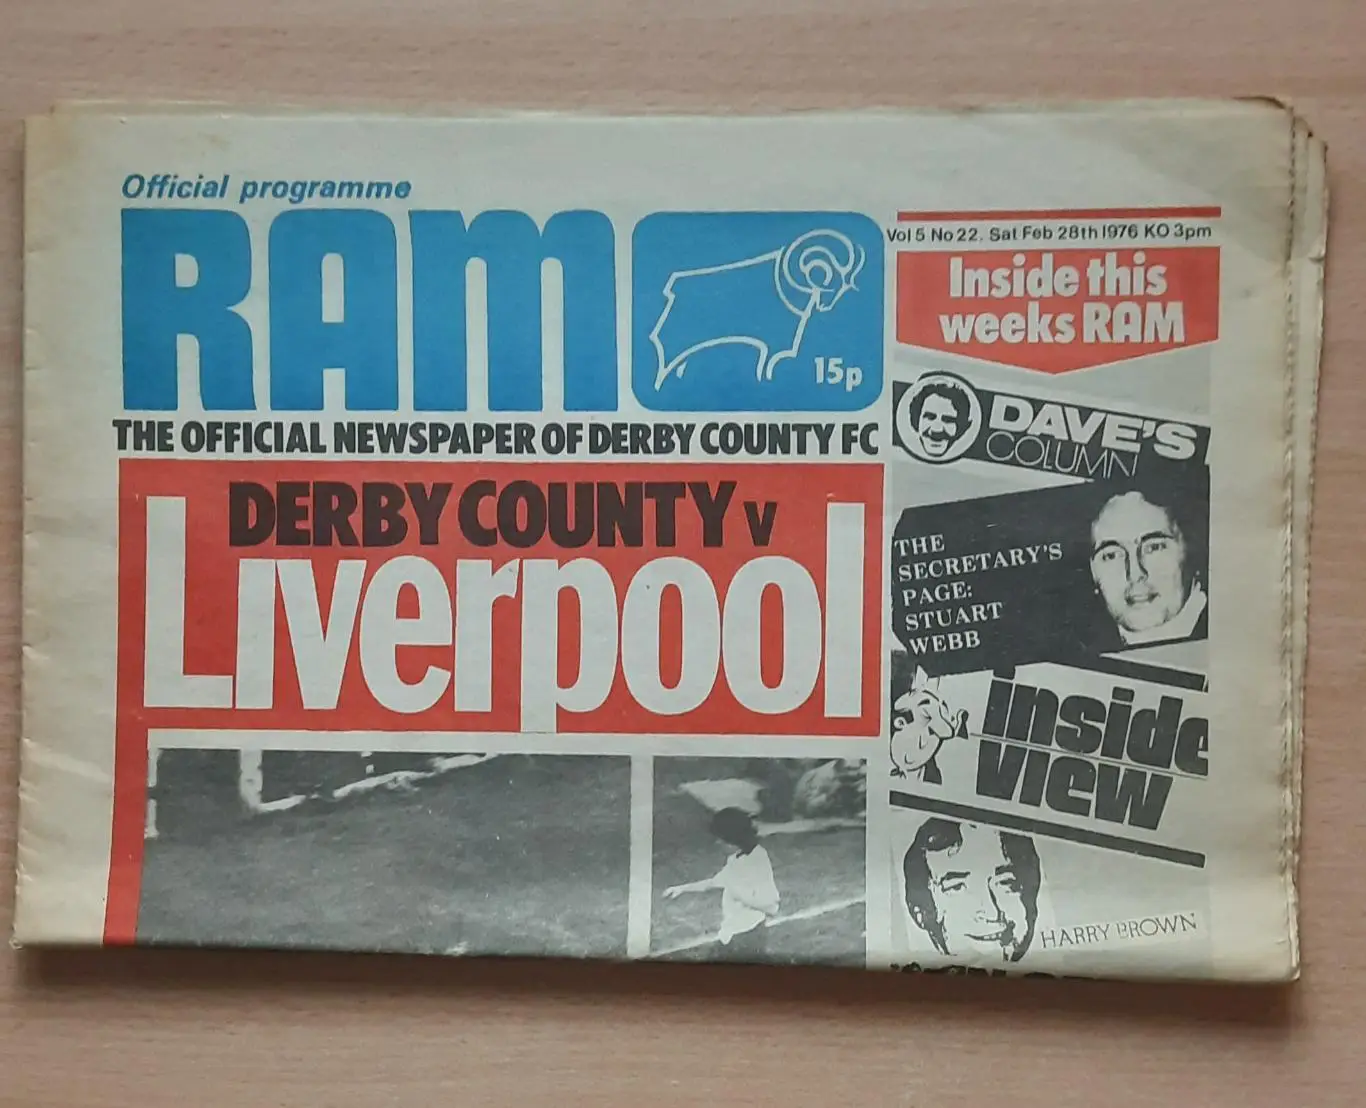 Official programme
RAM
15p
THE OFFICIAL NEWSPAPER OF DERBY COUNTY FC
DERBY COUNTY v
Liverpool
Vol 5 No 22. Sat Feb 28th 1976 KO 3pm
Inside this
weeks RAM
DAVE'S
COLUMN
THE
SECRETARY'S
PAGE:
STUART
WEBB
inside
view
HARRY BROWN